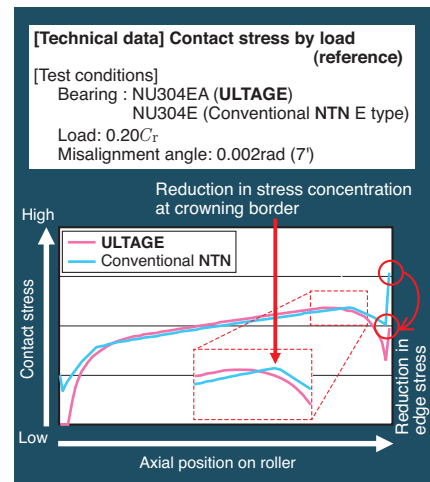 [Technical data] Contact stress by load
(reference)
[Test conditions]
Bearing : NU304EA (ULTAGE)
NU304E (Conventional NTN E type)
Load: 0.20Cr
Misalignment angle: 0.002rad (7')
Reduction in stress concentration
at crowning border
High
ULTAGE
Conventional NTN
Contact stress
Reduction in
edge stress
Low
Axial position on roller